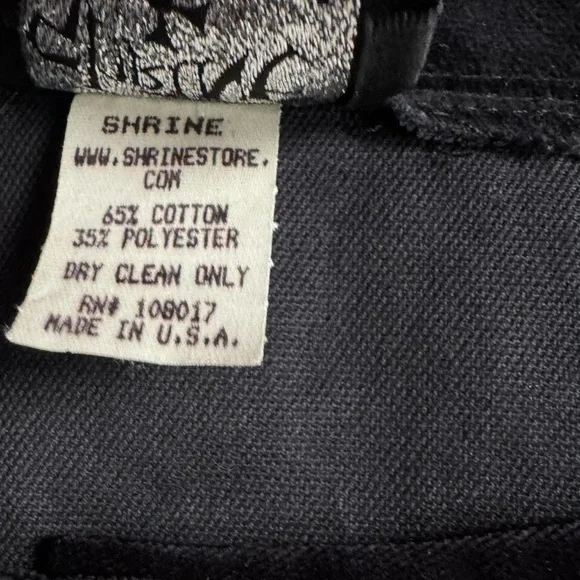 SHRINE
WWW.SHRINESTORE.
COM
65% COTTON
35% POLYESTER
DRY CLEAN ONLY
RN# 108017
MADE IN U.S.A.